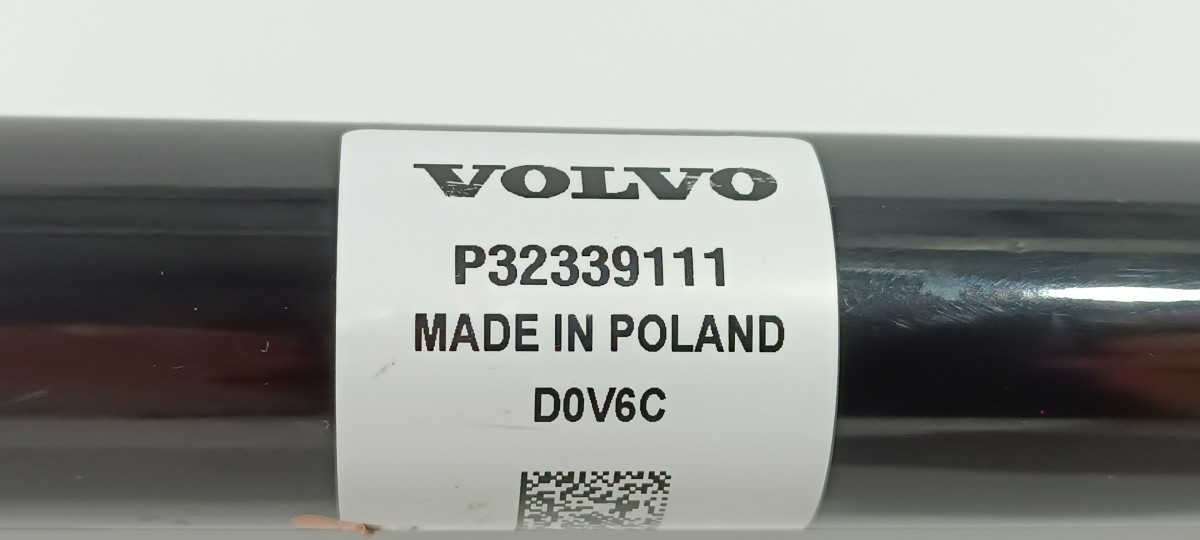 VOLVO
P32339111
MADE IN POLAND
D0V6C